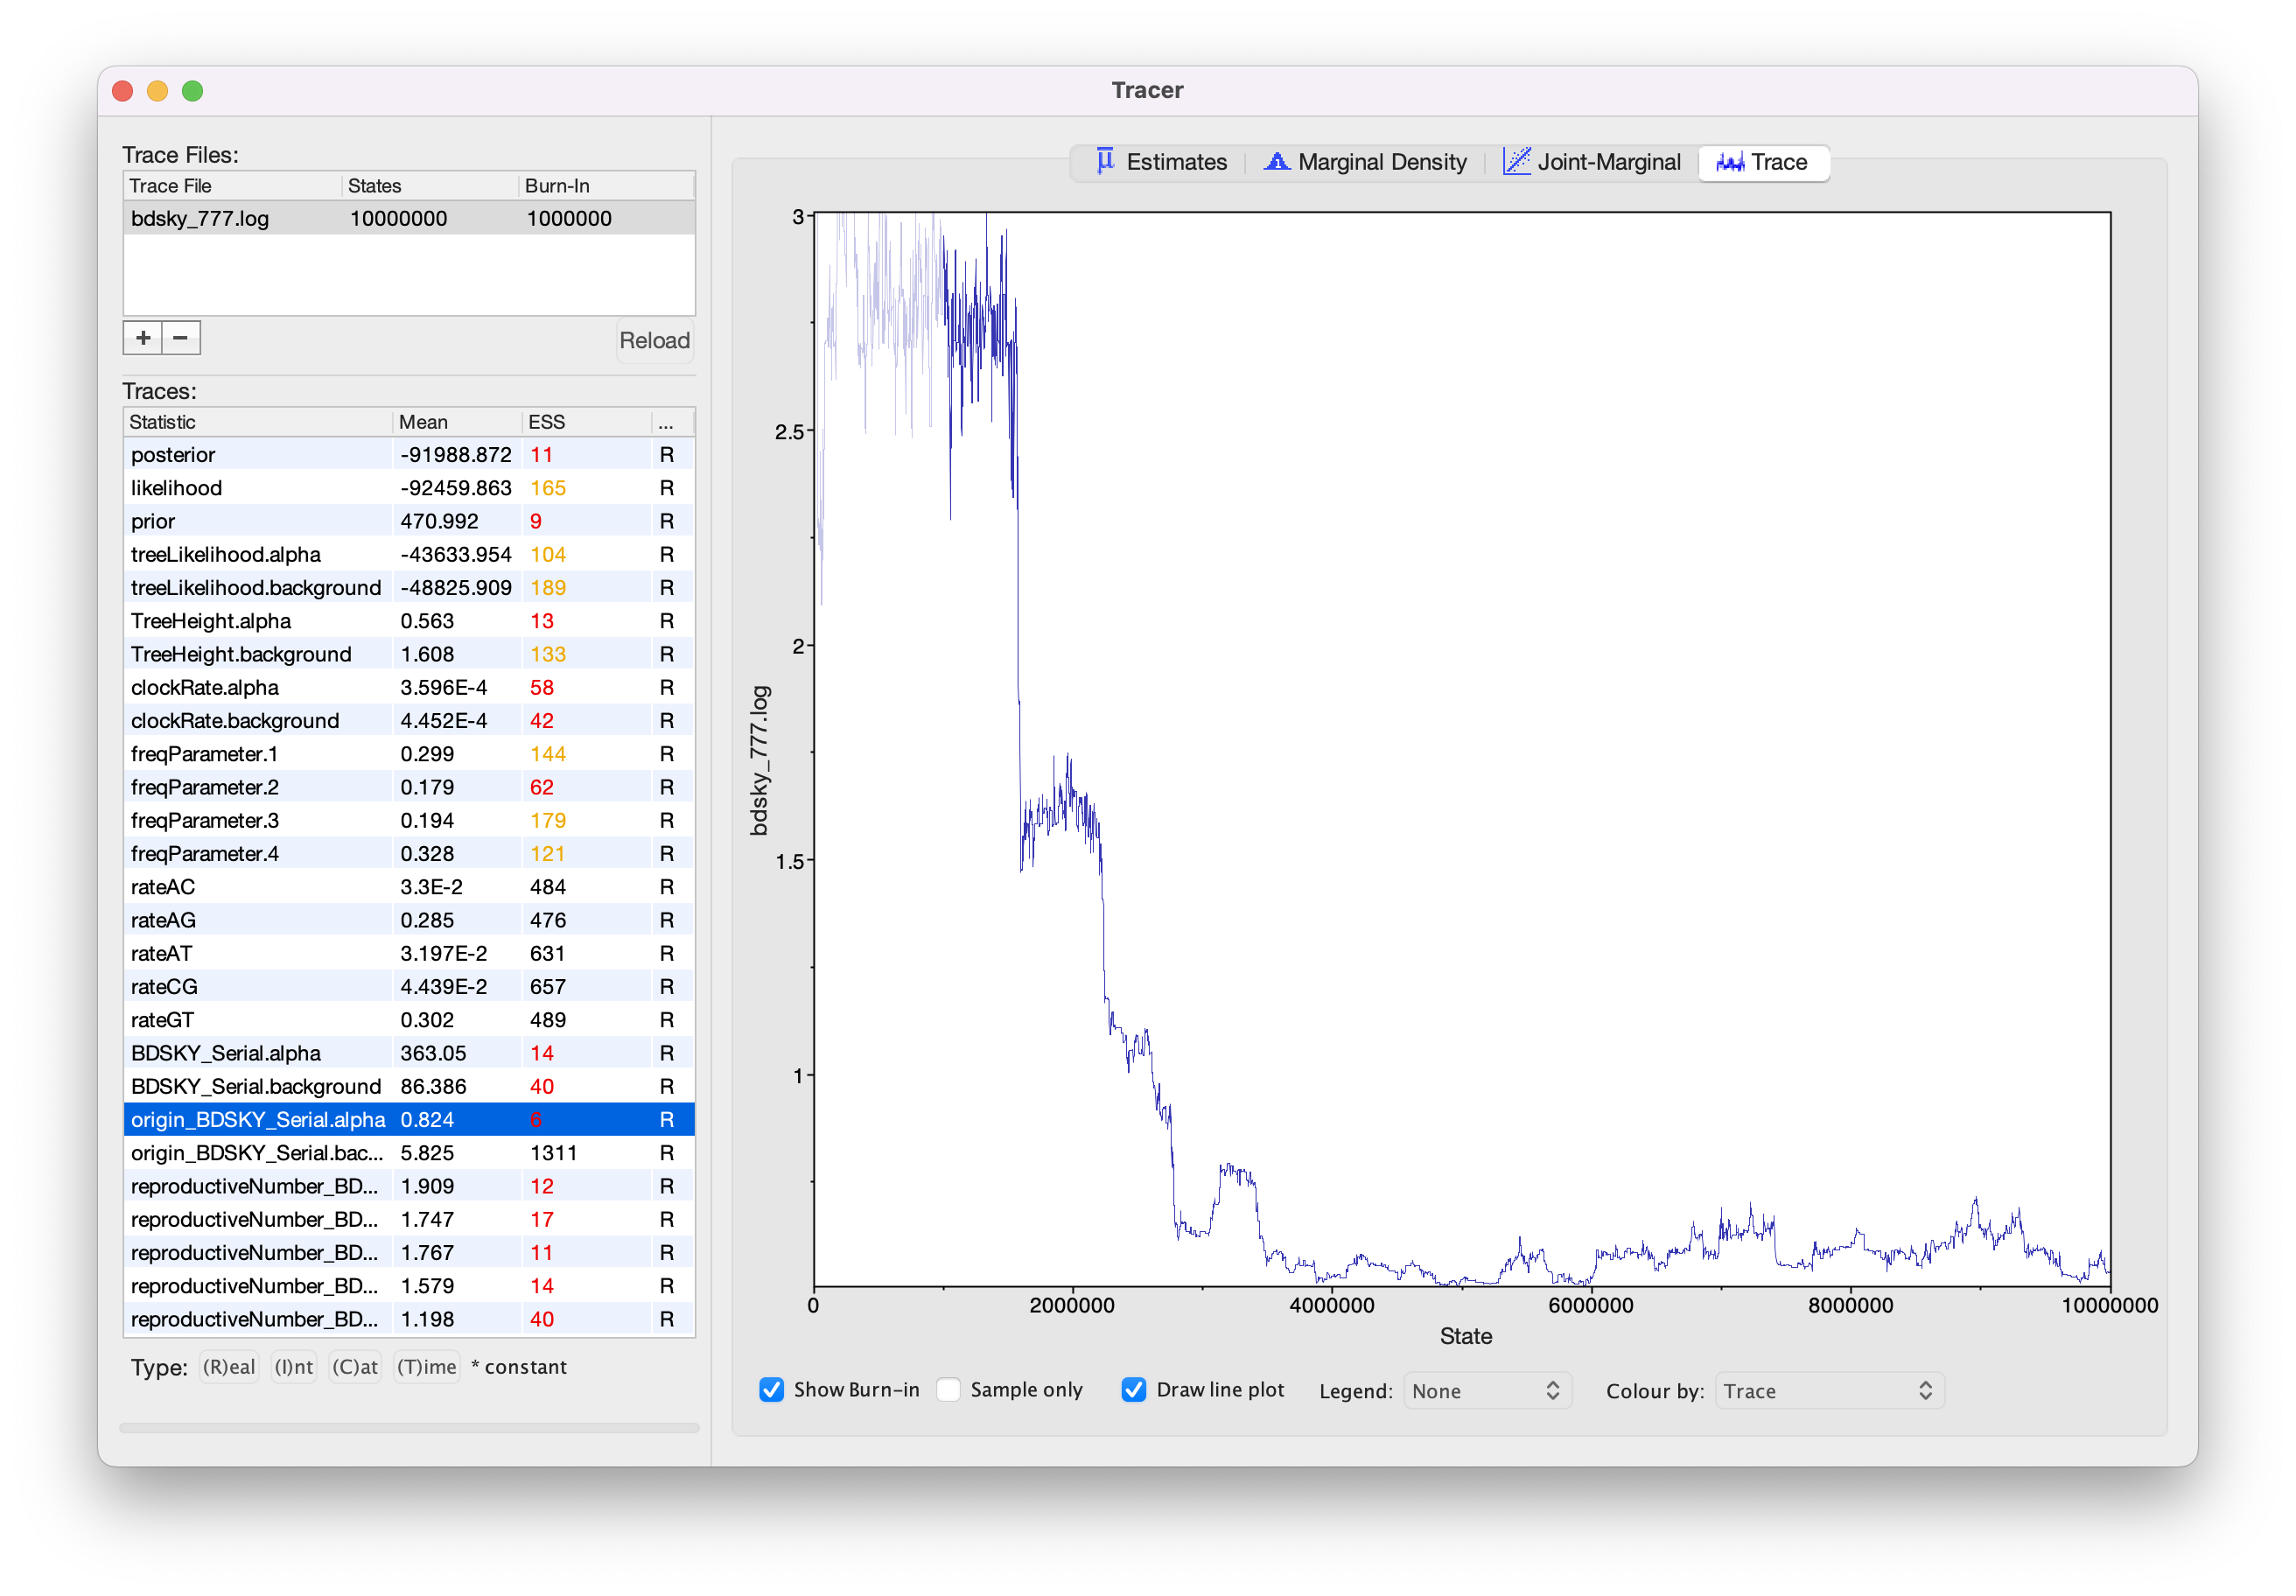 Tracer
Trace Files:
Trace File States Burn-In
bdsky_777.log 10000000 1000000
+ −
Reload
Traces:
Statistic Mean ESS ...
posterior -91988.872 11 R
likelihood -92459.863 165 R
prior 470.992 9 R
treeLikelihood.alpha -43633.954 104 R
treeLikelihood.background -48825.909 189 R
TreeHeight.alpha 0.563 13 R
TreeHeight.background 1.608 133 R
clockRate.alpha 3.596E-4 58 R
clockRate.background 4.452E-4 42 R
freqParameter.1 0.299 144 R
freqParameter.2 0.179 62 R
freqParameter.3 0.194 179 R
freqParameter.4 0.328 121 R
rateAC 3.3E-2 484 R
rateAG 0.285 476 R
rateAT 3.197E-2 631 R
rateCG 4.439E-2 657 R
rateGT 0.302 489 R
BDSKY_Serial.alpha 363.05 14 R
BDSKY_Serial.background 86.386 40 R
origin_BDSKY_Serial.alpha 0.824 6 R
origin_BDSKY_Serial.bac... 5.825 1311 R
reproductiveNumber_BD... 1.909 12 R
reproductiveNumber_BD... 1.747 17 R
reproductiveNumber_BD... 1.767 11 R
reproductiveNumber_BD... 1.579 14 R
reproductiveNumber_BD... 1.198 40 R
Type: (R)eal (I)nt (C)at (T)ime * constant
Estimates Marginal Density Joint-Marginal Trace
3
2.5
2
1.5
1
bdsky_777.log
0 2000000 4000000 6000000 8000000 10000000
State
Show Burn-in Sample only Draw line plot Legend: None Colour by: Trace